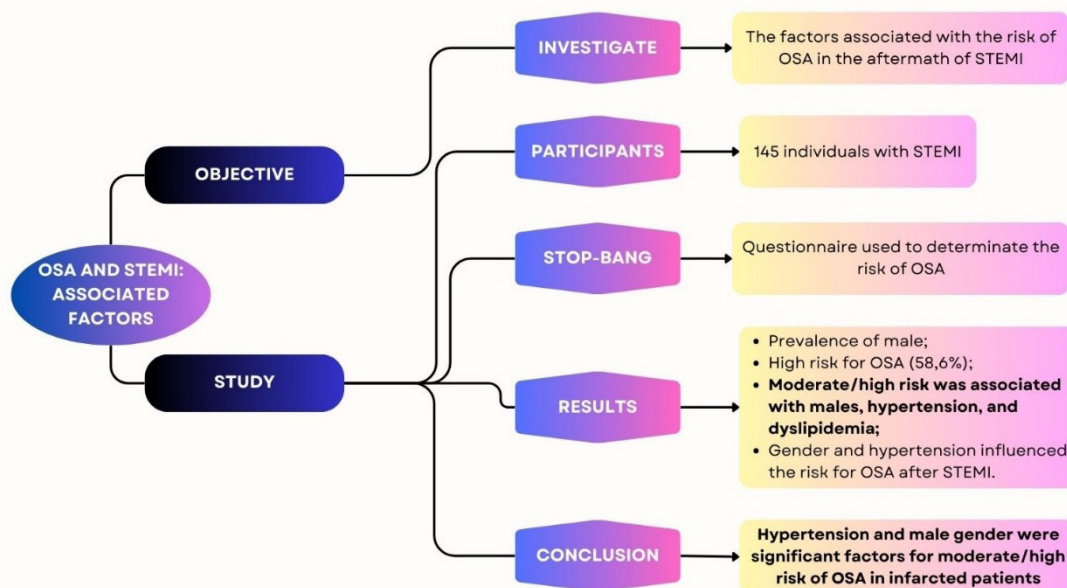 OSA AND STEMI:
ASSOCIATED
FACTORS
OBJECTIVE
INVESTIGATE
The factors associated with the risk of
OSA in the aftermath of STEMI
STUDY
PARTICIPANTS
145 individuals with STEMI
STOP-BANG
Questionnaire used to determinate the
risk of OSA
RESULTS
• Prevalence of male;
• High risk for OSA (58,6%);
• Moderate/high risk was associated
with males, hypertension, and
dyslipidemia;
• Gender and hypertension influenced
the risk for OSA after STEMI.
CONCLUSION
Hypertension and male gender were
significant factors for moderate/high
risk of OSA in infarcted patients